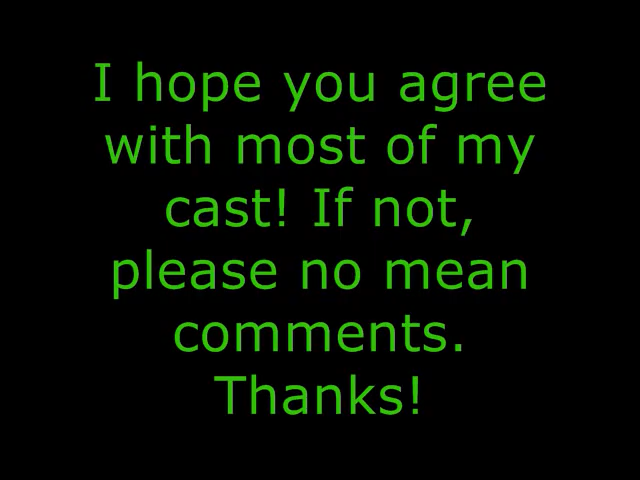 I hope you agree
with most of my
cast! If not,
please no mean
comments.
Thanks!